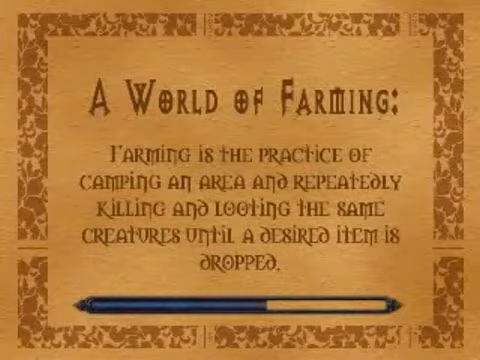 A World of Farming:
Farming is the practice of
camping an area and repeatedly
killing and looting the same
creatures until a desired item is
dropped.